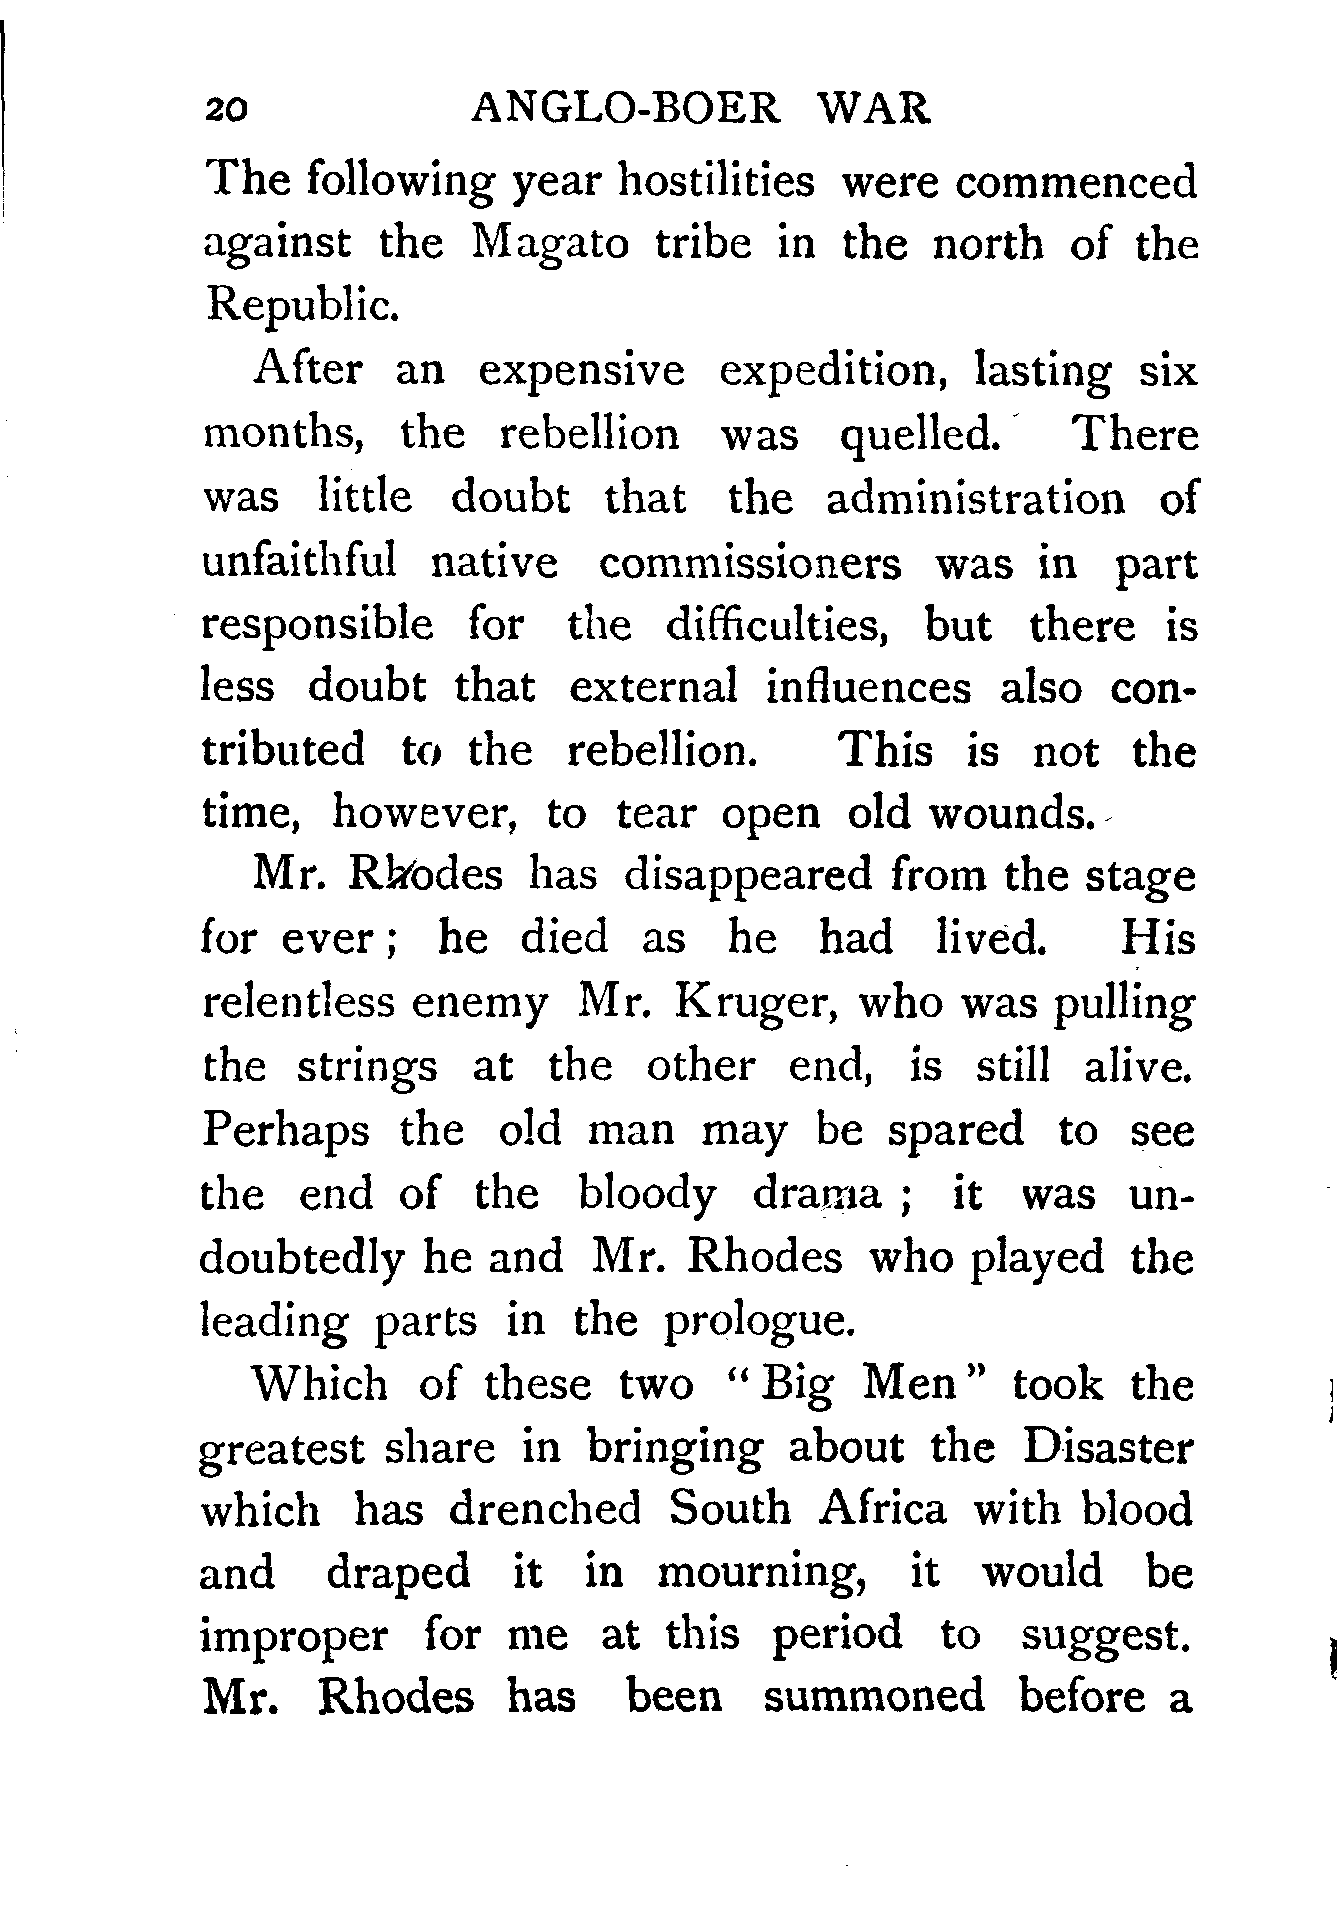 20 ANGLO-BOER WAR
The following year hostilities were commenced
against the Magato tribe in the north of the
Republic.
After an expensive expedition, lasting six
months, the rebellion was quelled. There
was little doubt that the administration of
unfaithful native commissioners was in part
responsible for the difficulties, but there is
less doubt that external influences also con-
tributed to the rebellion. This is not the
time, however, to tear open old wounds.
Mr. Rhodes has disappeared from the stage
for ever; he died as he had lived. His
relentless enemy Mr. Kruger, who was pulling
the strings at the other end, is still alive.
Perhaps the old man may be spared to see
the end of the bloody drama; it was un-
doubtedly he and Mr. Rhodes who played the
leading parts in the prologue.
Which of these two "Big Men" took the
greatest share in bringing about the Disaster
which has drenched South Africa with blood
and draped it in mourning, it would be
improper for me at this period to suggest.
Mr. Rhodes has been summoned before a